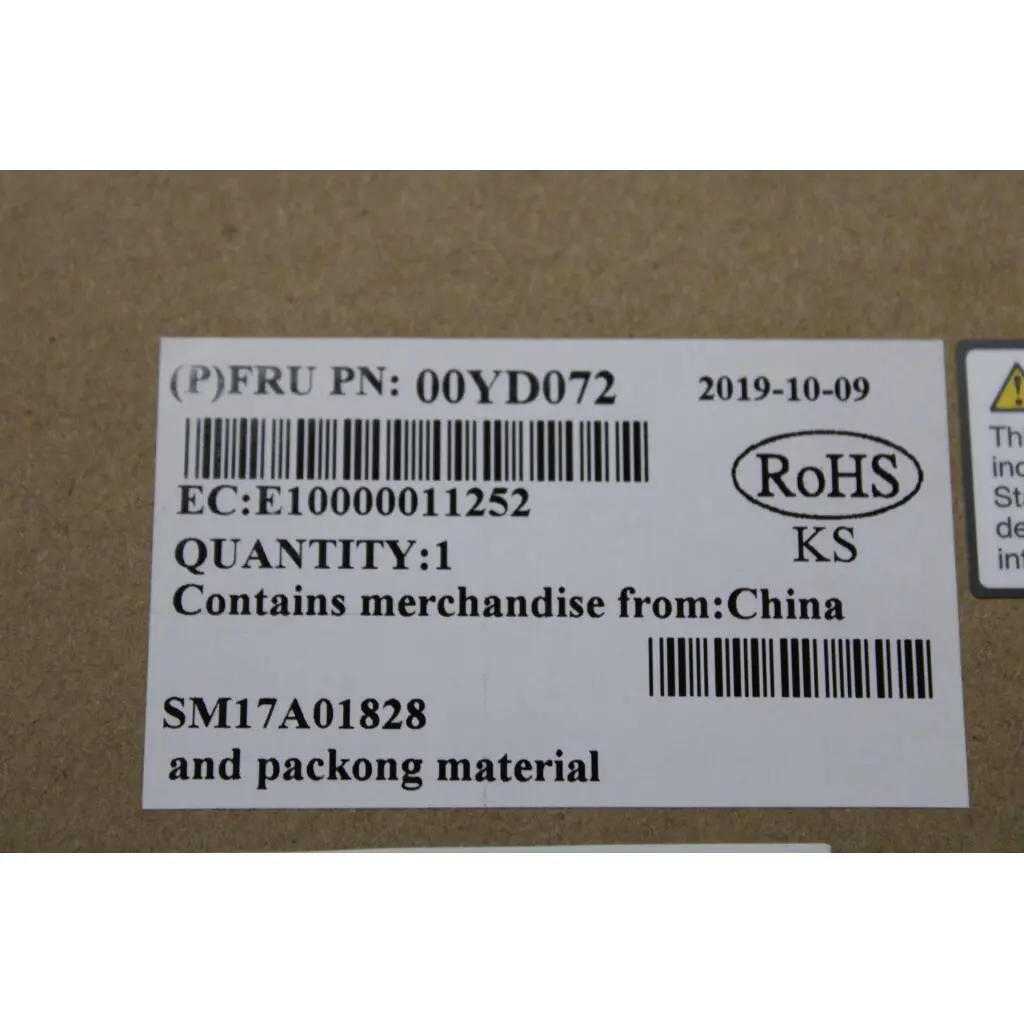 (P)FRU PN: 00YD072 2019-10-09
RoHS
EC:E10000011252
KS
QUANTITY:1
Contains merchandise from:China
SM17A01828
and packong material